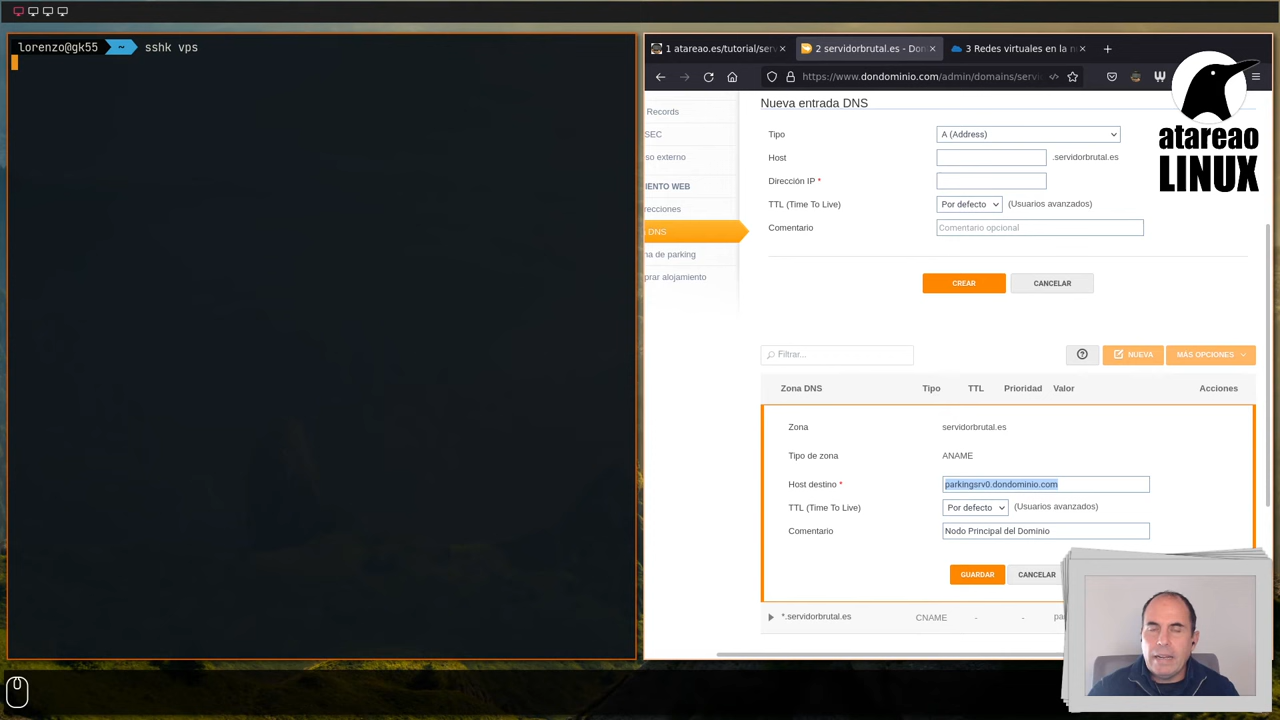 lorenzo@gk55 ~ sshk vps
1 atareao.es/tutorial/serv
2 servidorbrutal.es - Don
3 Redes virtuales en la n
https://www.dondominio.com/admin/domains/servi
atareao
LINUX
Records
SEC
so externo
IENTO WEB
recciones
DNS
na de parking
prar alojamiento
Nueva entrada DNS
Tipo
A (Address)
Host
.servidorbrutal.es
Dirección IP *
TTL (Time To Live)
Por defecto
(Usuarios avanzados)
Comentario
Comentario opcional
CREAR
CANCELAR
Filtrar...
NUEVA
MÁS OPCIONES
Zona DNS Tipo TTL Prioridad Valor Acciones
Zona
servidorbrutal.es
Tipo de zona
ANAME
Host destino *
parkingsrv0.dondominio.com
TTL (Time To Live)
Por defecto
(Usuarios avanzados)
Comentario
Nodo Principal del Dominio
GUARDAR
CANCELAR
*.servidorbrutal.es CNAME - - pa